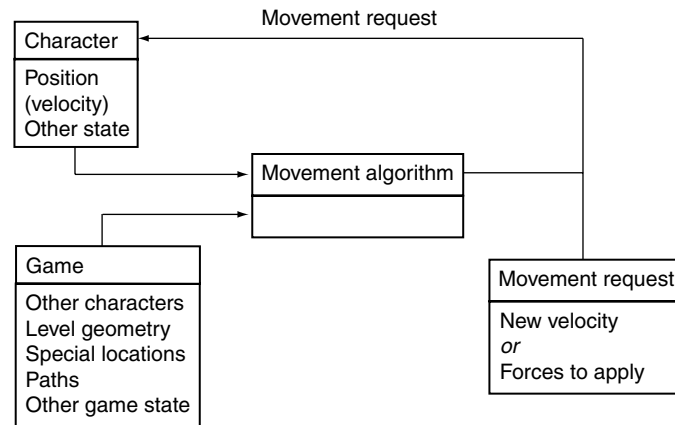 Movement request
Character
Position
(velocity)
Other state
Movement algorithm
Game
Other characters
Level geometry
Special locations
Paths
Other game state
Movement request
New velocity
or
Forces to apply